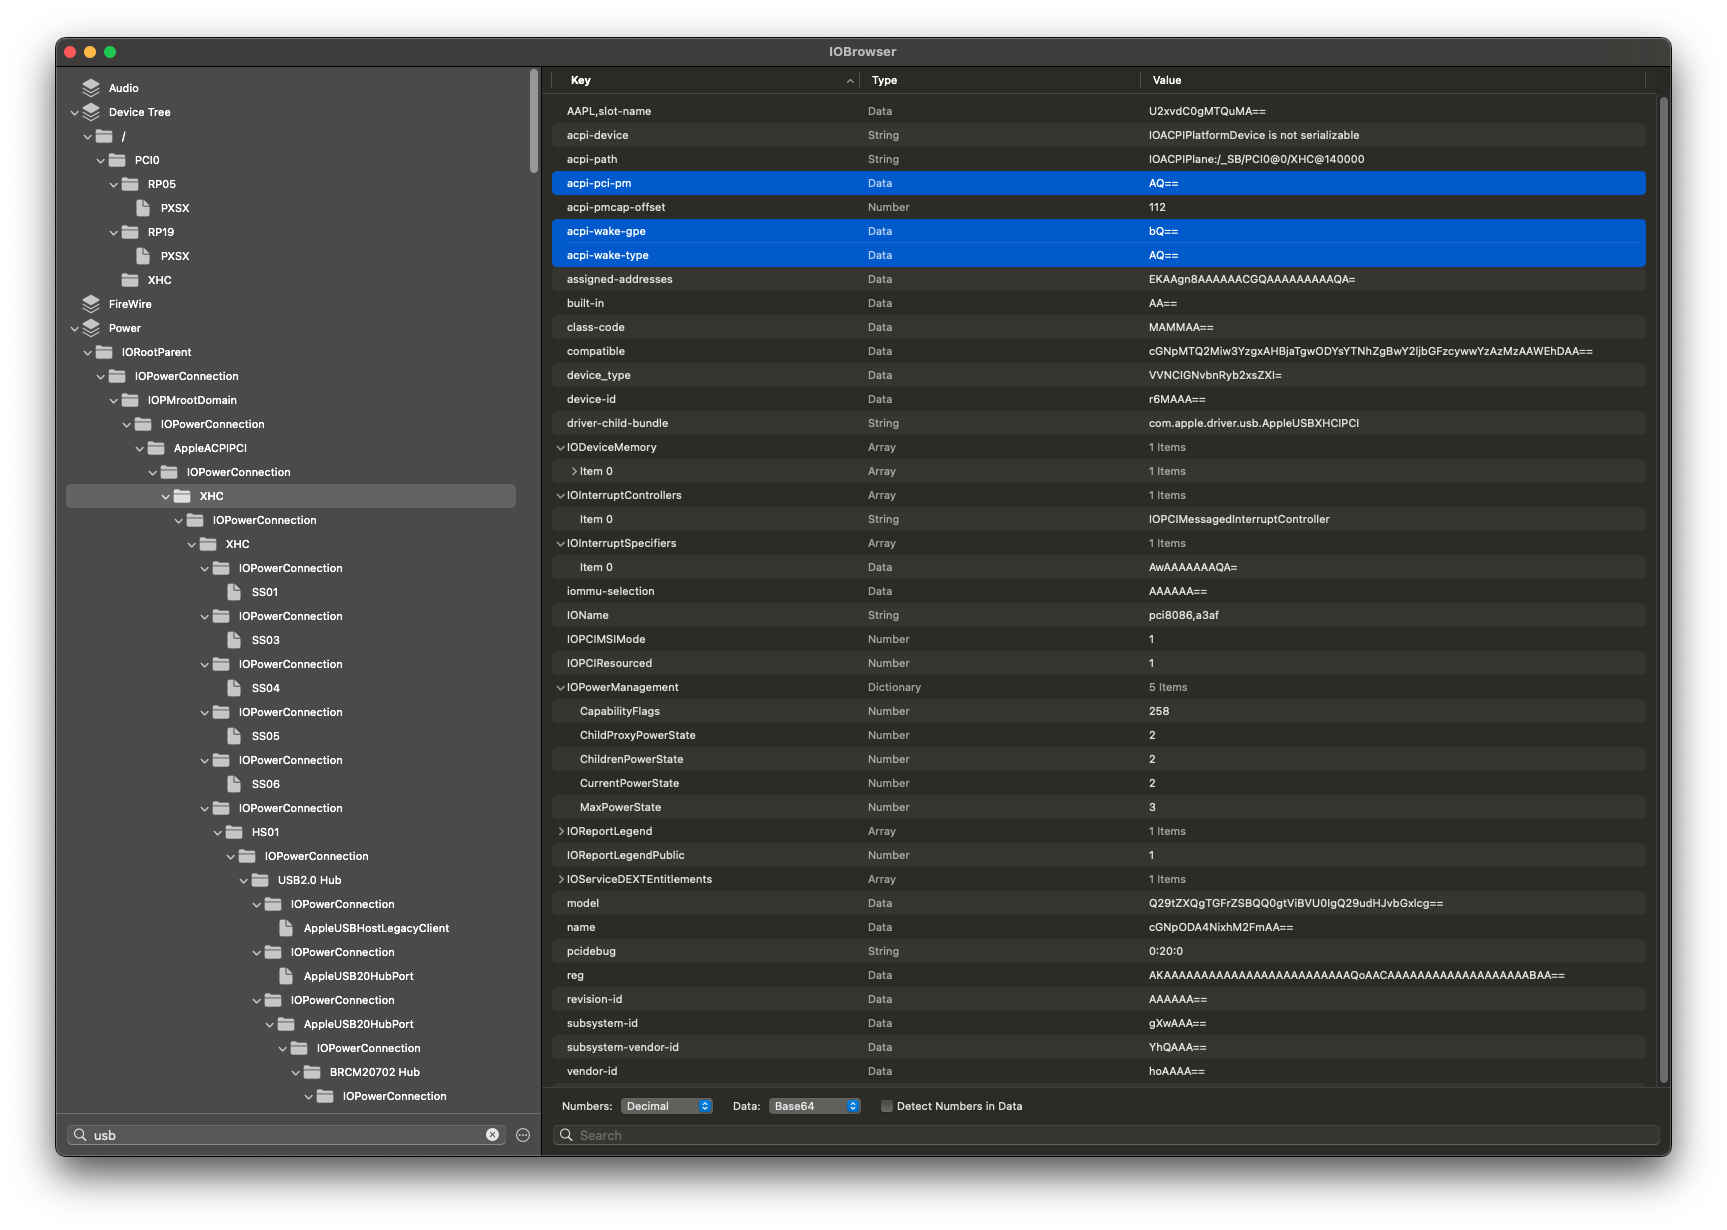 IOBrowser
Audio
Device Tree
/
PCI0
RP05
PXSX
RP19
PXSX
XHC
FireWire
Power
IORootParent
IOPowerConnection
IOPMrootDomain
IOPowerConnection
AppleACPIPCI
IOPowerConnection
XHC
IOPowerConnection
XHC
IOPowerConnection
SS01
IOPowerConnection
SS03
IOPowerConnection
SS04
IOPowerConnection
SS05
IOPowerConnection
SS06
IOPowerConnection
HS01
IOPowerConnection
USB2.0 Hub
IOPowerConnection
AppleUSBHostLegacyClient
IOPowerConnection
AppleUSB20HubPort
IOPowerConnection
AppleUSB20HubPort
IOPowerConnection
BRCM20702 Hub
IOPowerConnection
usb
Key Type Value
AAPL,slot-name Data U2xvdC0gMTQuMA==
acpi-device String IOACPIPlatformDevice is not serializable
acpi-path String IOACPIPlane:/_SB/PCI0@0/XHC@140000
acpi-pci-pm Data AQ==
acpi-pmcap-offset Number 112
acpi-wake-gpe Data bQ==
acpi-wake-type Data AQ==
assigned-addresses Data EKAAgn8AAAAAACGQAAAAAAAAAQA=
built-in Data AA==
class-code Data MAMMAA==
compatible Data cGNpMTQ2Miw3YzgxAHBjaTgwODYsYTNhZgBwY2ljbGFzcywwYzAzMzAAWEhDAA==
device_type Data VVNCIGNvbnRyb2xsZXI=
device-id Data r6MAAA==
driver-child-bundle String com.apple.driver.usb.AppleUSBXHCIPCI
IODeviceMemory Array 1 Items
Item 0 Array 1 Items
IOInterruptControllers Array 1 Items
Item 0 String IOPCIMessagedInterruptController
IOInterruptSpecifiers Array 1 Items
Item 0 Data AwAAAAAAAQA=
iommu-selection Data AAAAAA==
IOName String pci8086,a3af
IOPCIMSIMode Number 1
IOPCIResourced Number 1
IOPowerManagement Dictionary 5 Items
CapabilityFlags Number 258
ChildProxyPowerState Number 2
ChildrenPowerState Number 2
CurrentPowerState Number 2
MaxPowerState Number 3
IOReportLegend Array 1 Items
IOReportLegendPublic Number 1
IOServiceDEXTEntitlements Array 1 Items
model Data Q29tZXQgTGFrZSBQQ0gtViBVU0IgQ29udHJvbGxlcg==
name Data cGNpODA4NixhM2FmAA==
pcidebug String 0:20:0
reg Data AKAAAAAAAAAAAAAAAAAAAAAAAAAQoAACAAAAAAAAAAAAAAAAAAABAA==
revision-id Data AAAAAA==
subsystem-id Data gXwAAA==
subsystem-vendor-id Data YhQAAA==
vendor-id Data hoAAAA==
Numbers: Decimal Data: Base64 Detect Numbers in Data
Search